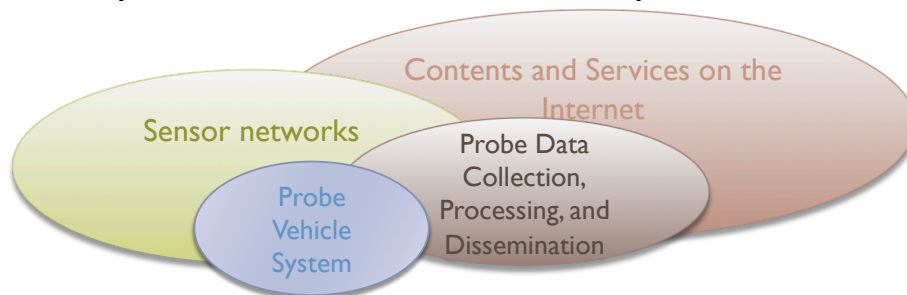 Contents and Services on the
Internet
Sensor networks
Probe Data
Collection,
Processing, and
Dissemination
Probe
Vehicle
System